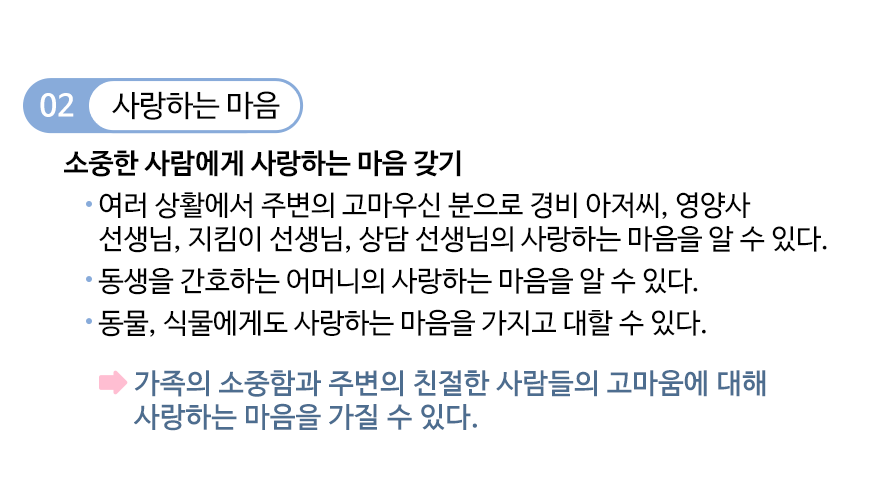 02 사랑하는 마음
소중한 사람에게 사랑하는 마음 갖기
• 여러 상활에서 주변의 고마우신 분으로 경비 아저씨, 영양사
선생님, 지킴이 선생님, 상담 선생님의 사랑하는 마음을 알 수 있다.
• 동생을 간호하는 어머니의 사랑하는 마음을 알 수 있다.
• 동물, 식물에게도 사랑하는 마음을 가지고 대할 수 있다.
가족의 소중함과 주변의 친절한 사람들의 고마움에 대해
사랑하는 마음을 가질 수 있다.